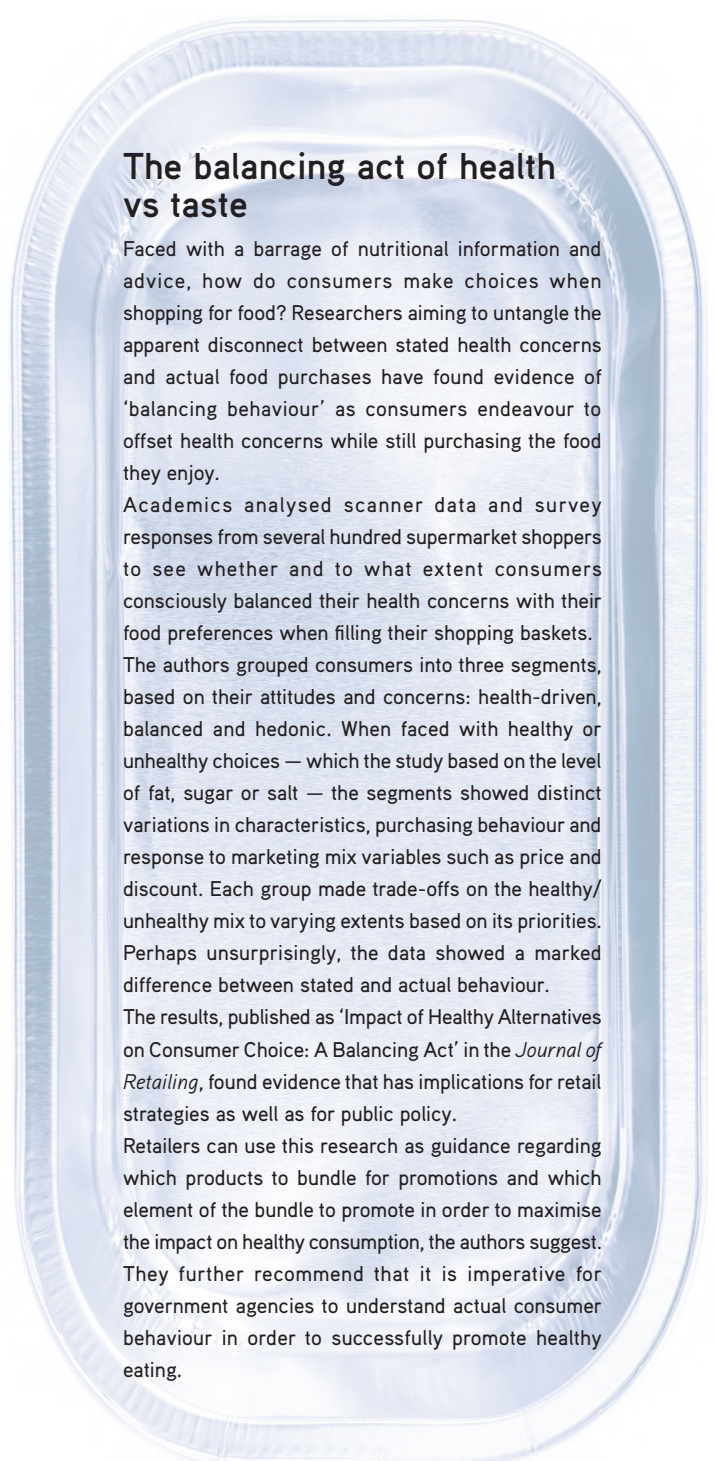 The balancing act of health
vs taste
Faced with a barrage of nutritional information and
advice, how do consumers make choices when
shopping for food? Researchers aiming to untangle the
apparent disconnect between stated health concerns
and actual food purchases have found evidence of
‘balancing behaviour’ as consumers endeavour to
offset health concerns while still purchasing the food
they enjoy.
Academics analysed scanner data and survey
responses from several hundred supermarket shoppers
to see whether and to what extent consumers
consciously balanced their health concerns with their
food preferences when filling their shopping baskets.
The authors grouped consumers into three segments,
based on their attitudes and concerns: health-driven,
balanced and hedonic. When faced with healthy or
unhealthy choices — which the study based on the level
of fat, sugar or salt — the segments showed distinct
variations in characteristics, purchasing behaviour and
response to marketing mix variables such as price and
discount. Each group made trade-offs on the healthy/
unhealthy mix to varying extents based on its priorities.
Perhaps unsurprisingly, the data showed a marked
difference between stated and actual behaviour.
The results, published as ‘Impact of Healthy Alternatives
on Consumer Choice: A Balancing Act’ in the Journal of
Retailing, found evidence that has implications for retail
strategies as well as for public policy.
Retailers can use this research as guidance regarding
which products to bundle for promotions and which
element of the bundle to promote in order to maximise
the impact on healthy consumption, the authors suggest.
They further recommend that it is imperative for
government agencies to understand actual consumer
behaviour in order to successfully promote healthy
eating.